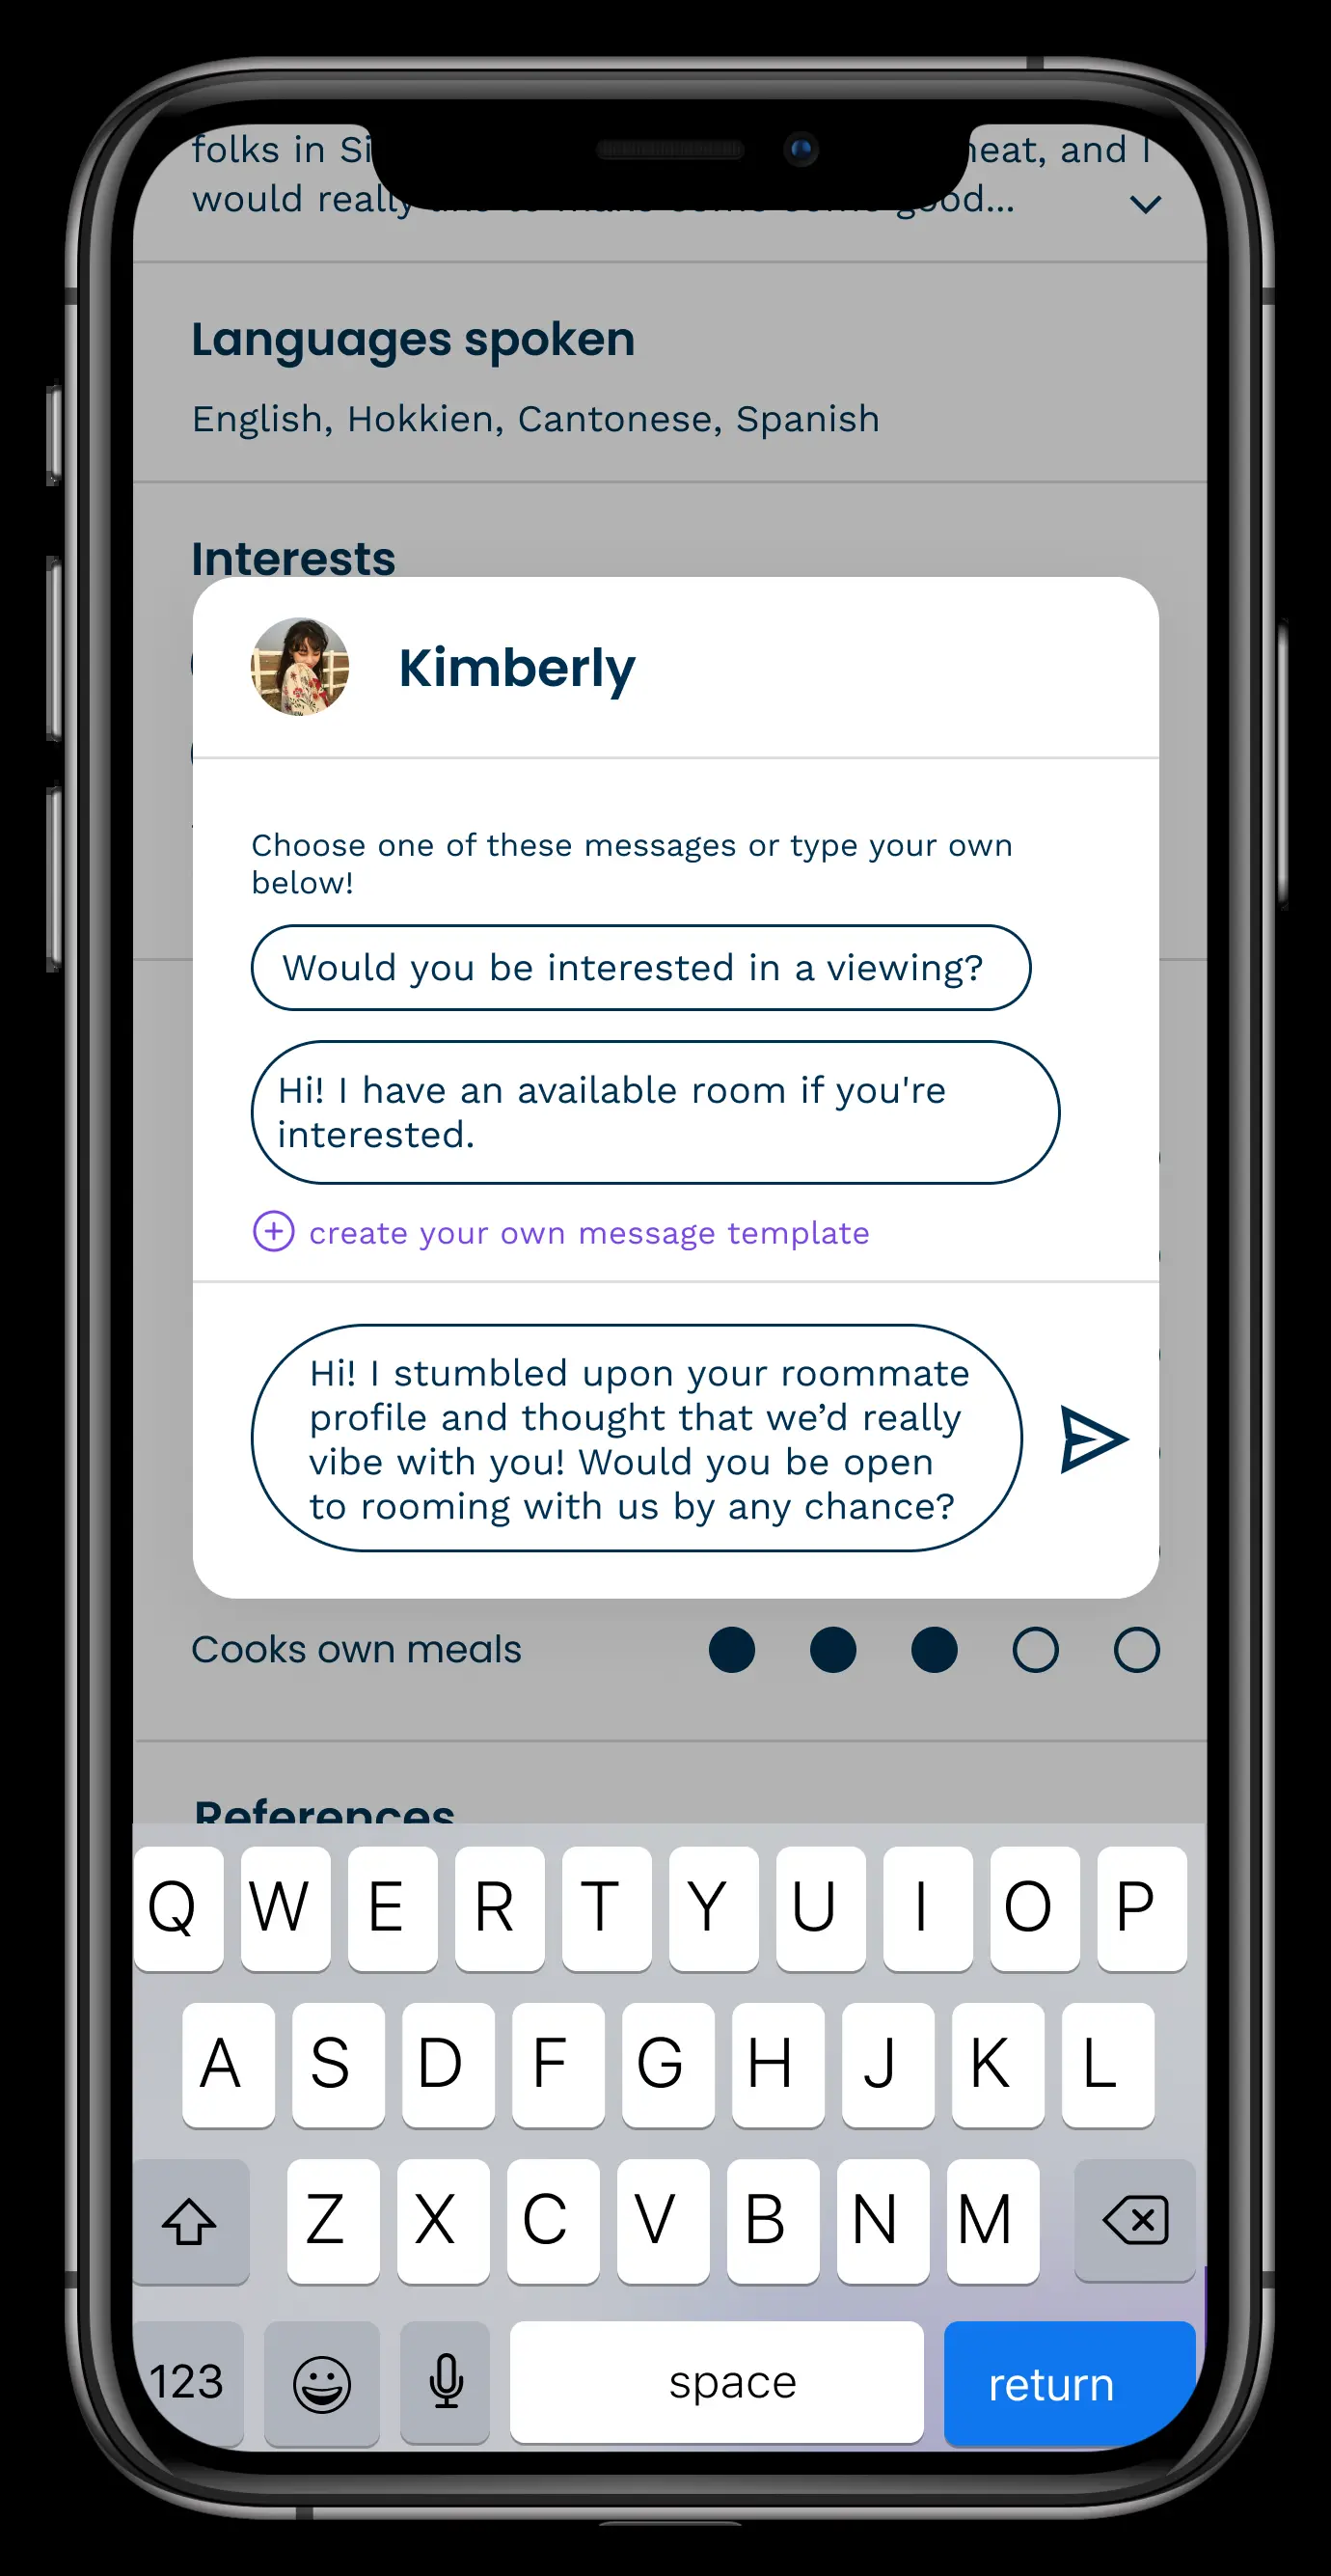 folks in Si neat, and I
would really good...
Languages spoken
English, Hokkien, Cantonese, Spanish
Interests
Kimberly
Choose one of these messages or type your own
below!
Would you be interested in a viewing?
Hi! I have an available room if you're
interested.
create your own message template
Hi! I stumbled upon your roommate
profile and thought that we’d really
vibe with you! Would you be open
to rooming with us by any chance?
Cooks own meals
References
Q W E R T Y U I O P
A S D F G H J K L
Z X C V B N M
123 space return